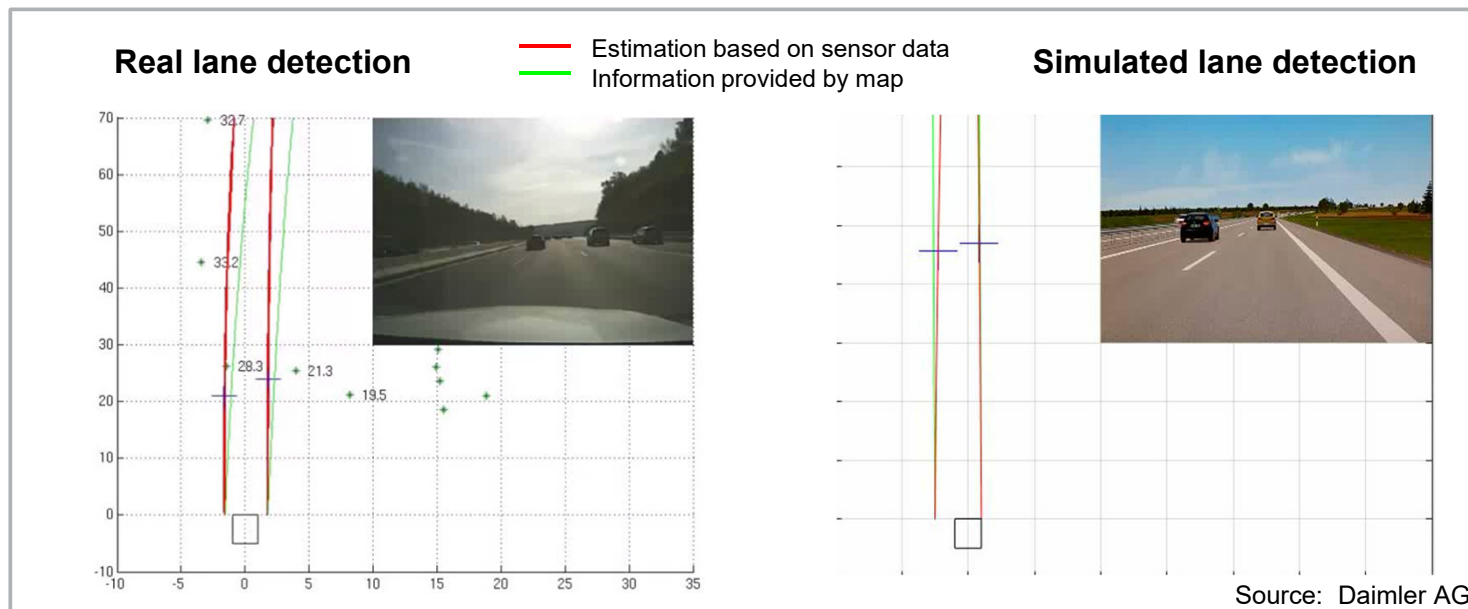 Real lane detection
Estimation based on sensor data
Information provided by map
Simulated lane detection
70
60
50
40
30
20
10
0
-10
-10 -5 0 5 10 15 20 25 30 35
32.7
33.2
28.3
21.3
19.5
Source: Daimler AG